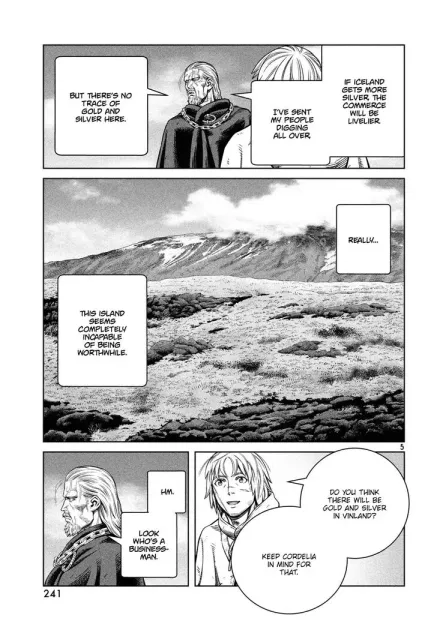 IF ICELAND
GETS MORE
SILVER, THE
COMMERCE
WILL BE
LIVELIER.
I'VE SENT
MY PEOPLE
DIGGING
ALL OVER.
BUT THERE'S NO
TRACE OF
GOLD AND
SILVER HERE.
REALLY...
THIS ISLAND
SEEMS
COMPLETELY
INCAPABLE
OF BEING
WORTHWHILE.
5
DO YOU THINK
THERE WILL BE
GOLD AND SILVER
IN VINLAND?
KEEP CORDELIA
IN MIND FOR
THAT.
HM.
LOOK
WHO'S A
BUSINESS-
MAN.
241